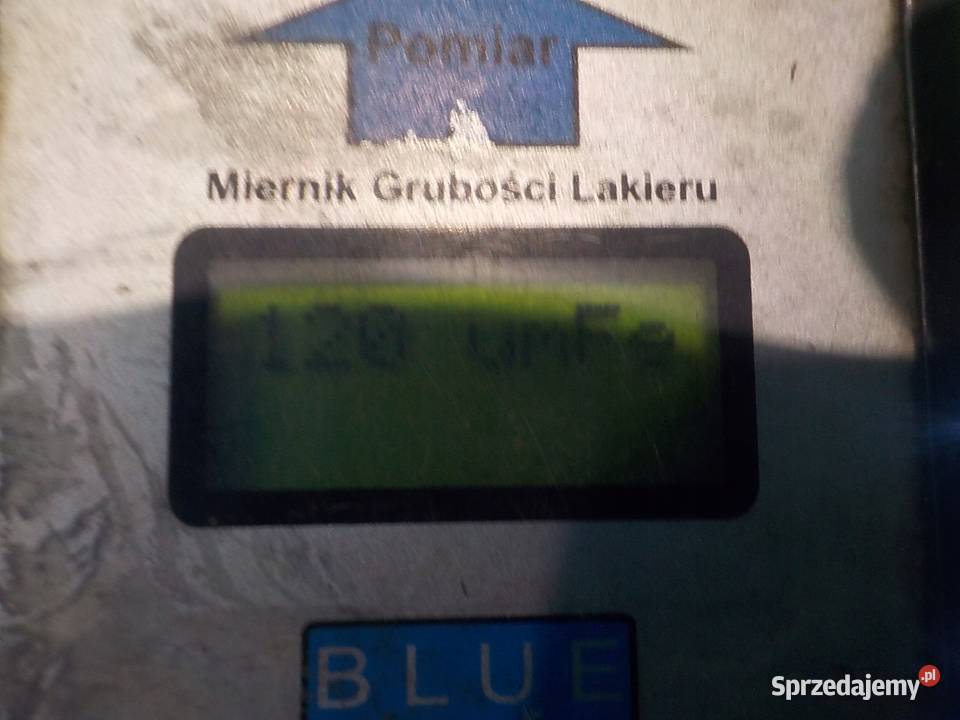 Pomiar
Miernik Grubości Lakieru
120 umFe
BLUE
Sprzedajemy.pl